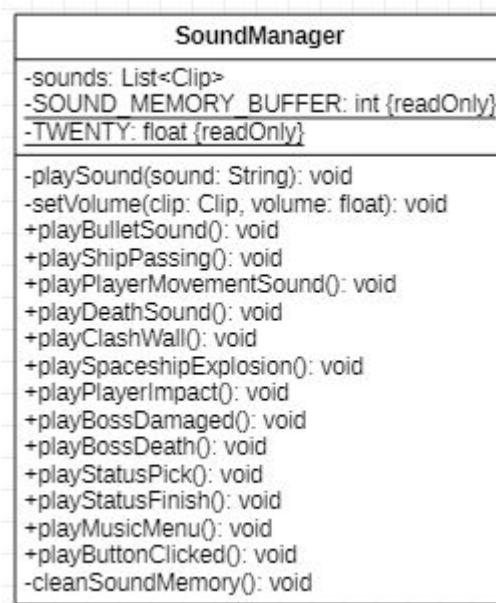 SoundManager
-sounds: List<Clip>
-SOUND_MEMORY_BUFFER: int {readOnly}
-TWENTY: float {readOnly}
-playSound(sound: String): void
-setVolume(clip: Clip, volume: float): void
+playBulletSound(): void
+playShipPassing(): void
+playPlayerMovementSound(): void
+playDeathSound(): void
+playClashWall(): void
+playSpaceshipExplosion(): void
+playPlayerImpact(): void
+playBossDamaged(): void
+playBossDeath(): void
+playStatusPick(): void
+playStatusFinish(): void
+playMusicMenu(): void
+playButtonClicked(): void
-cleanSoundMemory(): void